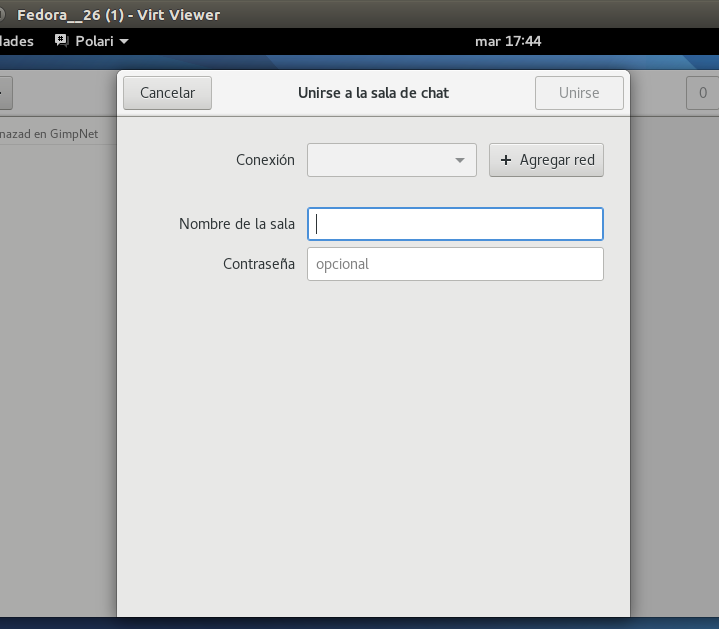 Fedora__26 (1) - Virt Viewer
dades Polari mar 17:44
Cancelar Unirse a la sala de chat Unirse 0
nazad en GimpNet
Conexión + Agregar red
Nombre de la sala
Contraseña opcional